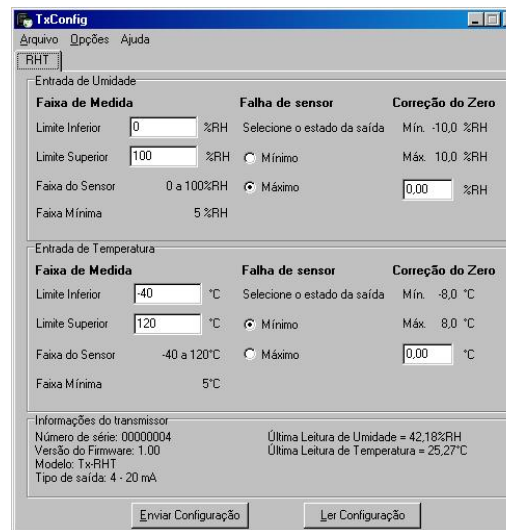 TxConfig
Arquivo Opções Ajuda
RHT
Entrada de Umidade
Faixa de Medida Falha de sensor Correção do Zero
Limite Inferior 0 %RH Selecione o estado da saída Mín. -10,0 %RH
Limite Superior 100 %RH Mínimo Máx. 10,0 %RH
Faixa do Sensor 0 a 100%RH Máximo 0,00 %RH
Faixa Mínima 5 %RH
Entrada de Temperatura
Faixa de Medida Falha de sensor Correção do Zero
Limite Inferior -40 °C Selecione o estado da saída Mín. -8,0 °C
Limite Superior 120 °C Mínimo Máx. 8,0 °C
Faixa do Sensor -40 a 120°C Máximo 0,00 °C
Faixa Mínima 5°C
Informações do transmissor
Número de série: 00000004 Última Leitura de Umidade = 42,18%RH
Versão do Firmware: 1.00 Última Leitura de Temperatura = 25,27°C
Modelo: Tx-RHT
Tipo de saída: 4 - 20 mA
Enviar Configuração Ler Configuração